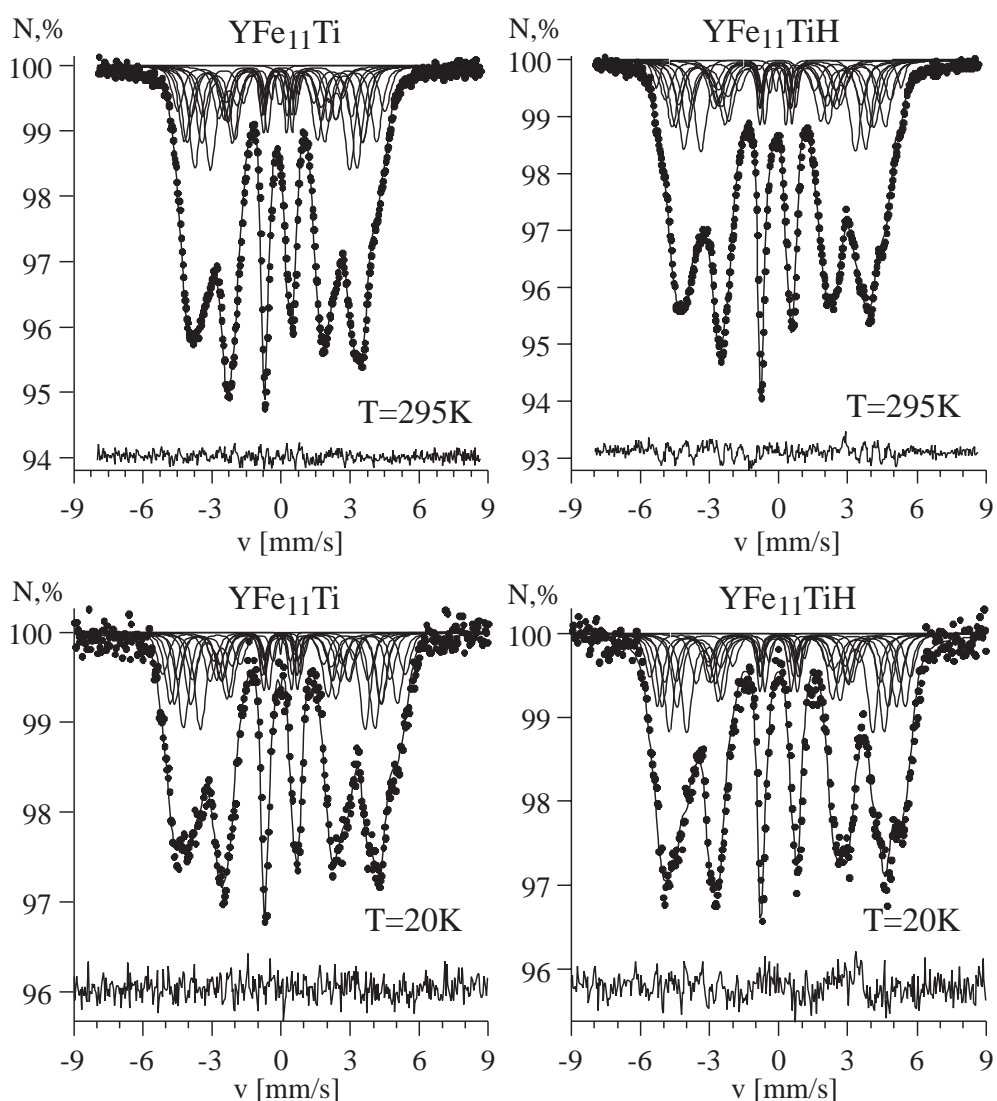 N,%
YFe11Ti
100
99
98
97
96
95
94
T=295K
-9 -6 -3 0 3 6 9
v [mm/s]
N,%
YFe11TiH
100
99
98
97
96
95
94
93
T=295K
-9 -6 -3 0 3 6 9
v [mm/s]
N,%
YFe11Ti
100
99
98
97
96
T=20K
-9 -6 -3 0 3 6 9
v [mm/s]
N,%
YFe11TiH
100
99
98
97
96
T=20K
-9 -6 -3 0 3 6 9
v [mm/s]